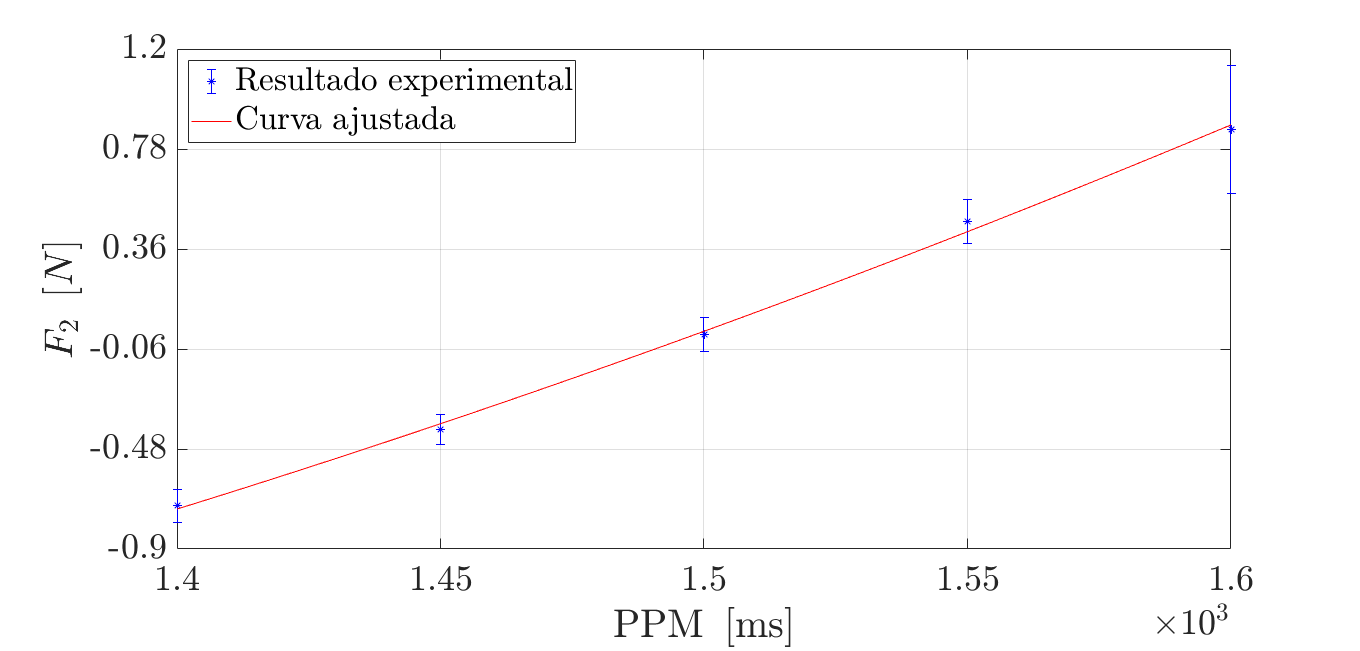 1.2
0.78
0.36
-0.06
-0.48
-0.9
F₂ [N]
Resultado experimental
Curva ajustada
1.4 1.45 1.5 1.55 1.6
PPM [ms]
×10³